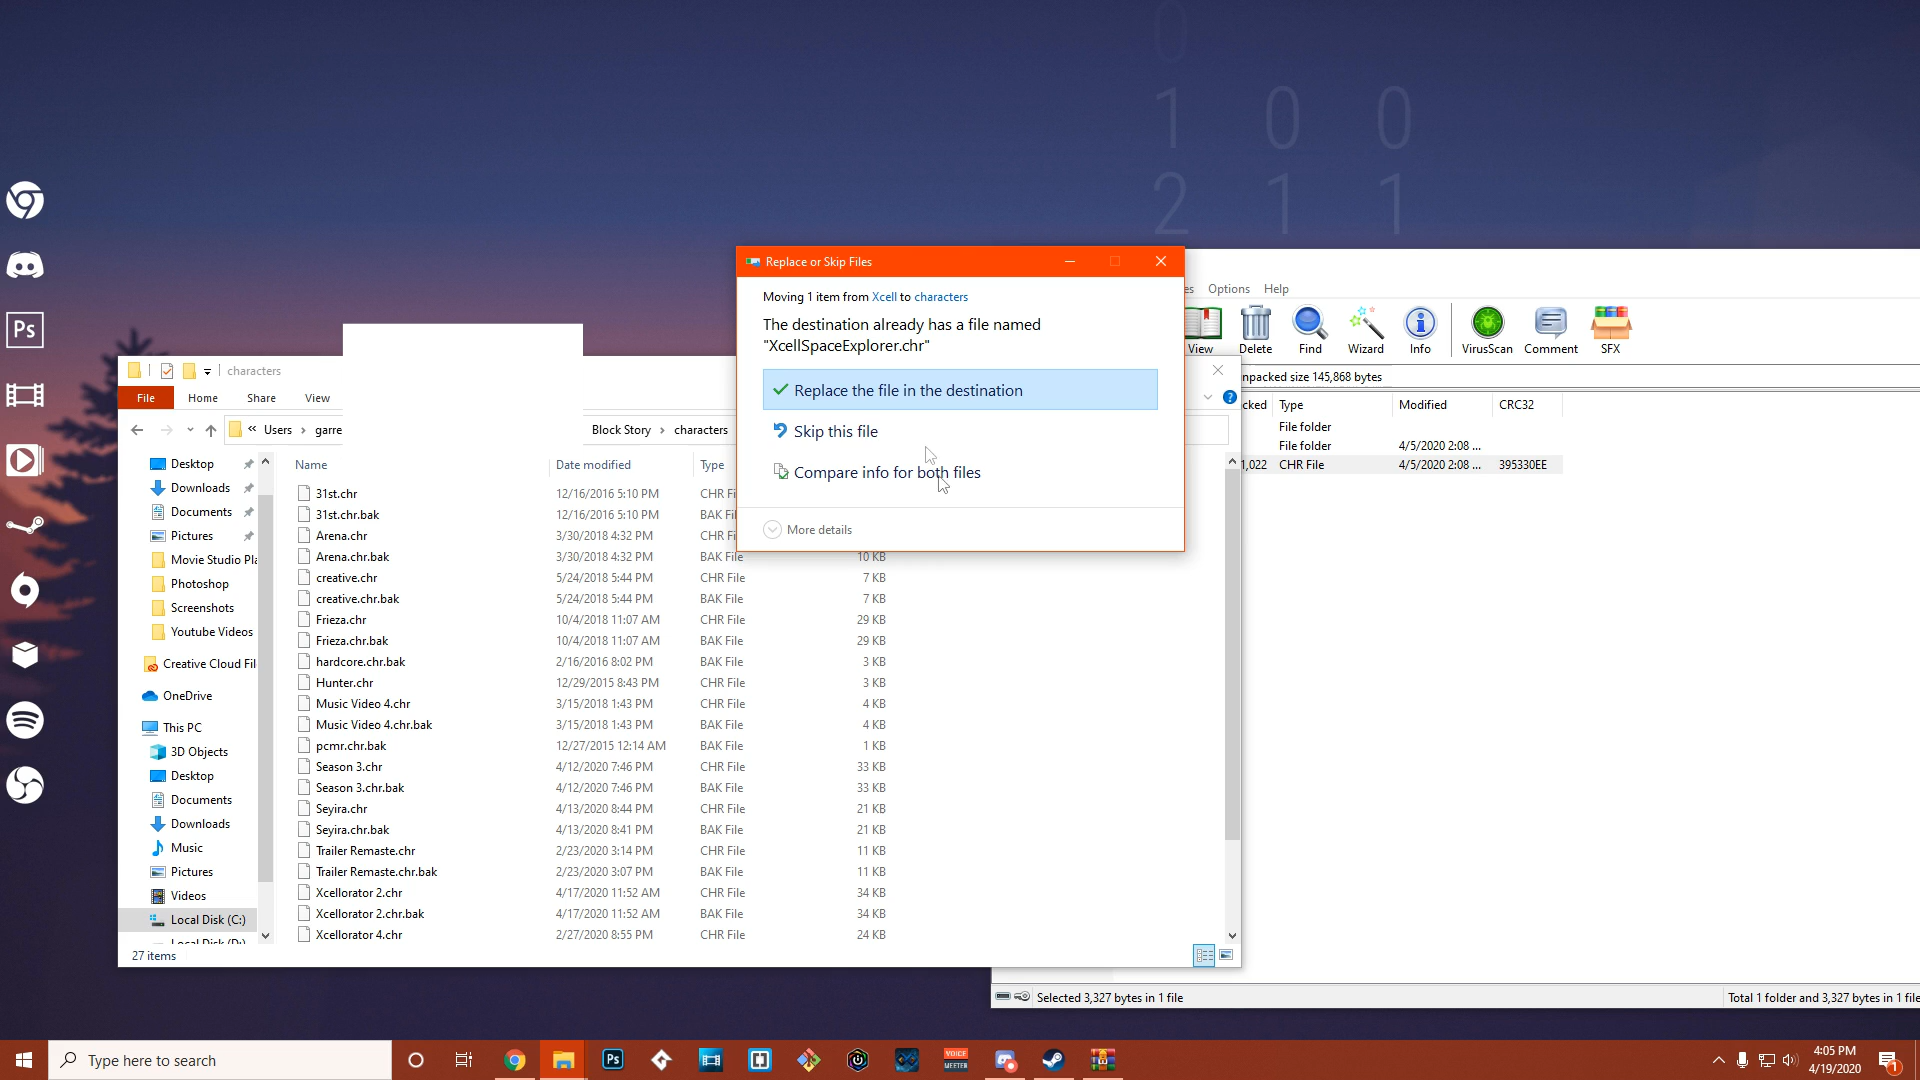 0
1 0 0
2 1 1
Ps
Replace or Skip Files
Moving 1 item from Xcell to characters
The destination already has a file named
"XcellSpaceExplorer.chr"
Replace the file in the destination
Skip this file
Compare info for both files
More details
Options Help
View Delete Find Wizard Info VirusScan Comment SFX
npacked size 145,868 bytes
cked Type Modified CRC32
File folder
File folder 4/5/2020 2:08 ...
1,022 CHR File 4/5/2020 2:08 ... 395330EE
Selected 3,327 bytes in 1 file
Total 1 folder and 3,327 bytes in 1 file
characters
File Home Share View
« Users > garre
Block Story > characters
Desktop
Downloads
Documents
Pictures
Movie Studio Pla
Photoshop
Screenshots
Youtube Videos
Creative Cloud Fil
OneDrive
This PC
3D Objects
Desktop
Documents
Downloads
Music
Pictures
Videos
Local Disk (C:)
Local Disk (D:)
Name Date modified Type
31st.chr 12/16/2016 5:10 PM CHR Fi
31st.chr.bak 12/16/2016 5:10 PM BAK Fi
Arena.chr 3/30/2018 4:32 PM CHR Fi
Arena.chr.bak 3/30/2018 4:32 PM BAK File 10 KB
creative.chr 5/24/2018 5:44 PM CHR File 7 KB
creative.chr.bak 5/24/2018 5:44 PM BAK File 7 KB
Frieza.chr 10/4/2018 11:07 AM CHR File 29 KB
Frieza.chr.bak 10/4/2018 11:07 AM BAK File 29 KB
hardcore.chr.bak 2/16/2016 8:02 PM BAK File 3 KB
Hunter.chr 12/29/2015 8:43 PM CHR File 3 KB
Music Video 4.chr 3/15/2018 1:43 PM CHR File 4 KB
Music Video 4.chr.bak 3/15/2018 1:43 PM BAK File 4 KB
pcmr.chr.bak 12/27/2015 12:14 AM BAK File 1 KB
Season 3.chr 4/12/2020 7:46 PM CHR File 33 KB
Season 3.chr.bak 4/12/2020 7:46 PM BAK File 33 KB
Seyira.chr 4/13/2020 8:44 PM CHR File 21 KB
Seyira.chr.bak 4/13/2020 8:41 PM BAK File 21 KB
Trailer Remaste.chr 2/23/2020 3:14 PM CHR File 11 KB
Trailer Remaste.chr.bak 2/23/2020 3:07 PM BAK File 11 KB
Xcellorator 2.chr 4/17/2020 11:52 AM CHR File 34 KB
Xcellorator 2.chr.bak 4/17/2020 11:52 AM BAK File 34 KB
Xcellorator 4.chr 2/27/2020 8:55 PM CHR File 24 KB
27 items
Type here to search
Ps
VOICE
MEETER
4:05 PM
4/19/2020
1